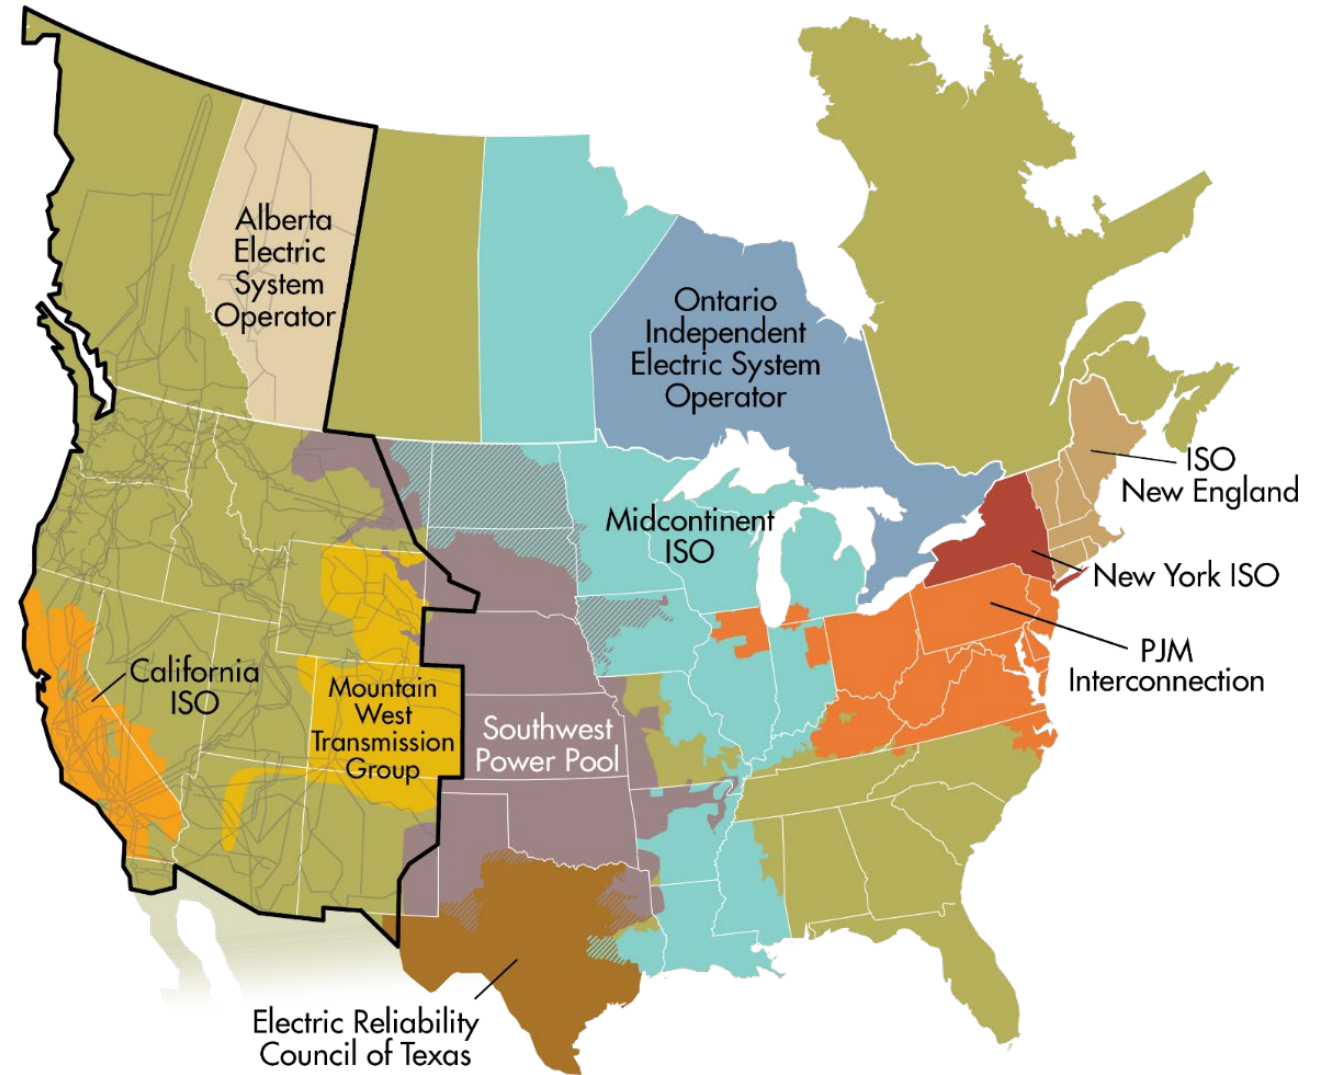 Alberta
Electric
System
Operator
Ontario
Independent
Electric System
Operator
ISO
New England
Midcontinent
ISO
New York ISO
PJM
Interconnection
California
ISO
Mountain
West
Transmission
Group
Southwest
Power Pool
Electric Reliability
Council of Texas